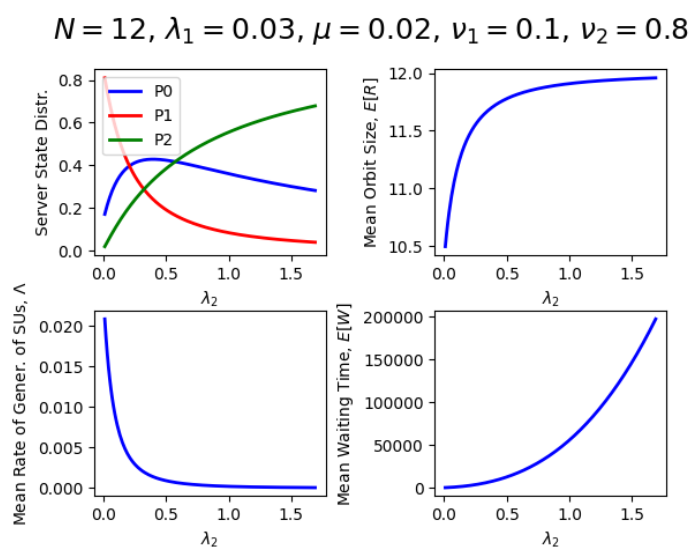 N = 12, λ₁ = 0.03, μ = 0.02, ν₁ = 0.1, ν₂ = 0.8
Server State Distr.
0.8
0.6
0.4
0.2
0.0
P0
P1
P2
0.0 0.5 1.0 1.5
λ₂
Mean Orbit Size, E[R]
12.0
11.5
11.0
10.5
0.0 0.5 1.0 1.5
λ₂
Mean Rate of Gener. of SUs, Λ
0.020
0.015
0.010
0.005
0.000
0.0 0.5 1.0 1.5
λ₂
Mean Waiting Time, E[W]
200000
150000
100000
50000
0
0.0 0.5 1.0 1.5
λ₂